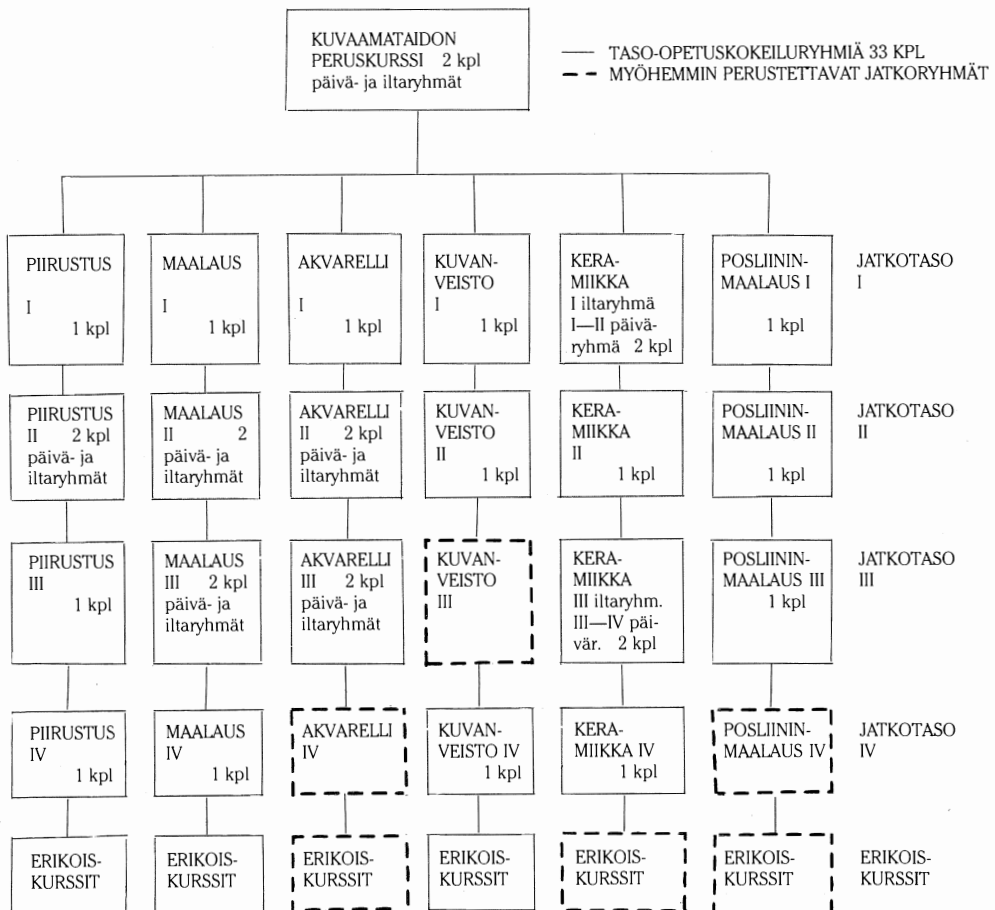 KUVAAMATAIDON
PERUSKURSSI 2 kpl
päivä- ja iltaryhmät
TASO-OPETUSKOKEILURYHMIÄ 33 KPL
MYÖHEMMIN PERUSTETTAVAT JATKORYHMÄT
PIIRUSTUS
I
1 kpl
MAALAUS
I
1 kpl
AKVARELLI
I
1 kpl
KUVAN-
VEISTO
I
1 kpl
KERA-
MIIKKA
I iltaryhmä
I—II päivä-
ryhmä 2 kpl
POSLIININ-
MAALAUS I
1 kpl
JATKOTASO
I
PIIRUSTUS
II 2 kpl
päivä- ja
iltaryhmät
MAALAUS
II 2
päivä- ja
iltaryhmät
AKVARELLI
II 2 kpl
päivä- ja
iltaryhmät
KUVAN-
VEISTO
II
1 kpl
KERA-
MIIKKA
II
1 kpl
POSLIININ-
MAALAUS II
1 kpl
JATKOTASO
II
PIIRUSTUS
III
1 kpl
MAALAUS
III 2 kpl
päivä- ja
iltaryhmät
AKVARELLI
III 2 kpl
päivä- ja
iltaryhmät
KUVAN-
VEISTO
III
KERA-
MIIKKA
III iltaryhm.
III—IV päi-
vär. 2 kpl
POSLIININ-
MAALAUS III
1 kpl
JATKOTASO
III
PIIRUSTUS
IV
1 kpl
MAALAUS
IV
1 kpl
AKVARELLI
IV
KUVAN-
VEISTO IV
1 kpl
KERA-
MIIKKA IV
1 kpl
POSLIININ-
MAALAUS IV
JATKOTASO
IV
ERIKOIS-
KURSSIT
ERIKOIS-
KURSSIT
ERIKOIS-
KURSSIT
ERIKOIS-
KURSSIT
ERIKOIS-
KURSSIT
ERIKOIS-
KURSSIT
ERIKOIS-
KURSSIT